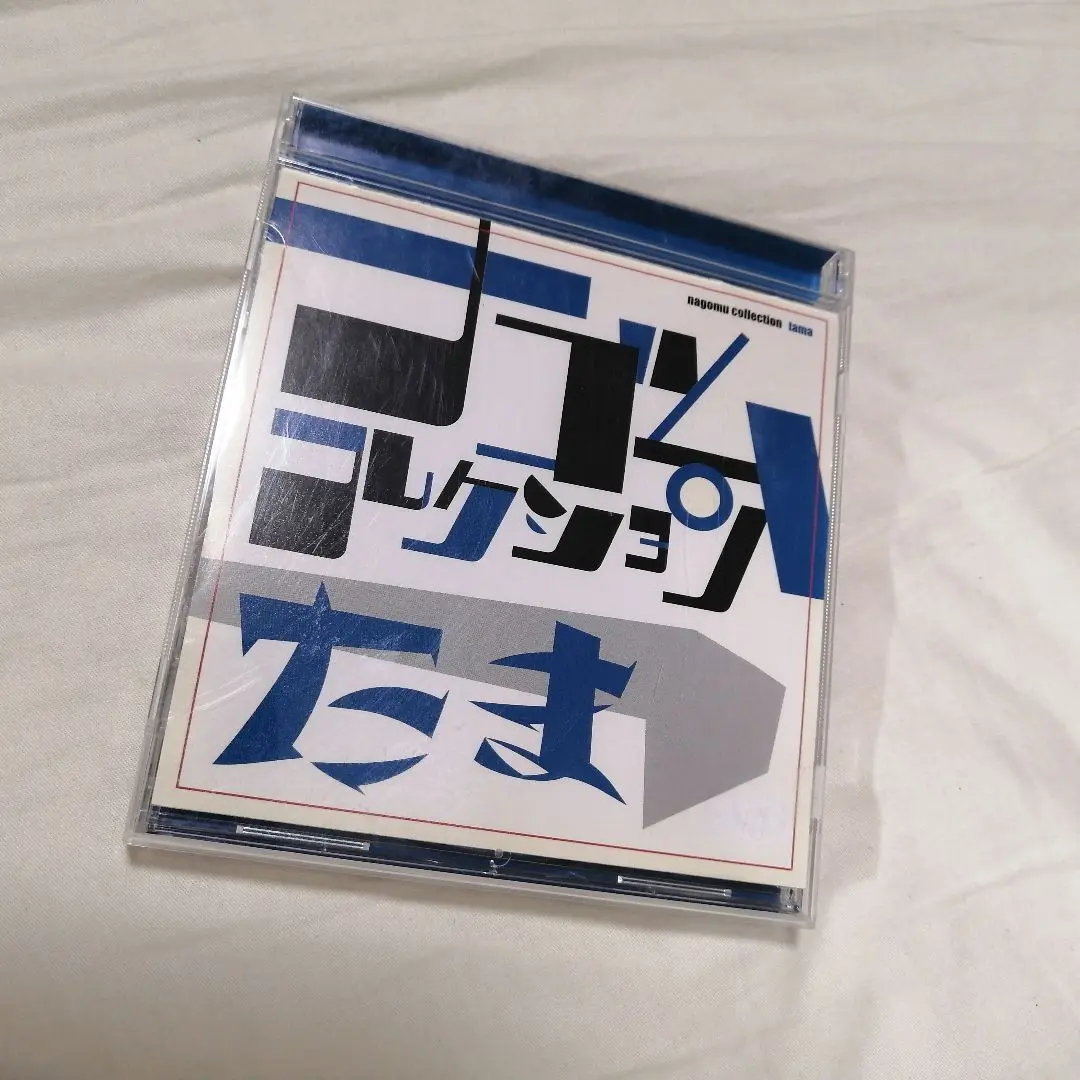 nagomu collection tama
ナゴム
コレクション
たま